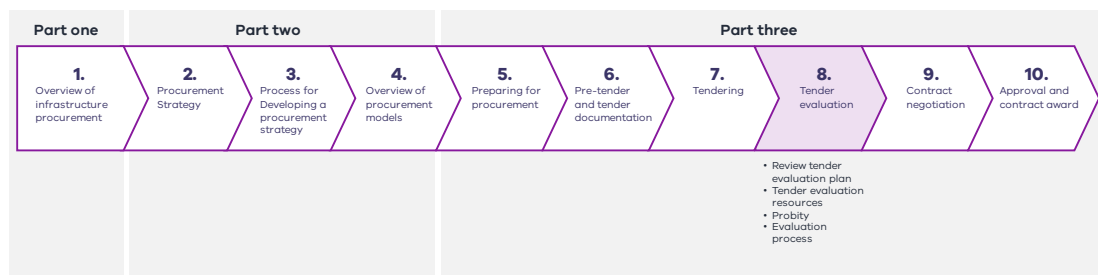 Part one
Part two
Part three
1.
Overview of
infrastructure
procurement
2.
Procurement
Strategy
3.
Process for
Developing a
procurement
strategy
4.
Overview of
procurement
models
5.
Preparing for
procurement
6.
Pre-tender
and tender
documentation
7.
Tendering
8.
Tender
evaluation
9.
Contract
negotiation
10.
Approval and
contract award
• Review tender
evaluation plan
• Tender evaluation
resources
• Probity
• Evaluation
process